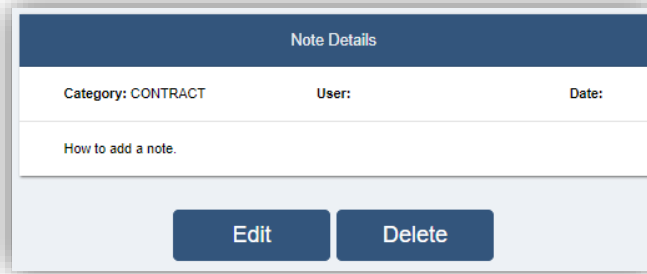 Note Details
Category: CONTRACT User: Date:
How to add a note.
Edit Delete